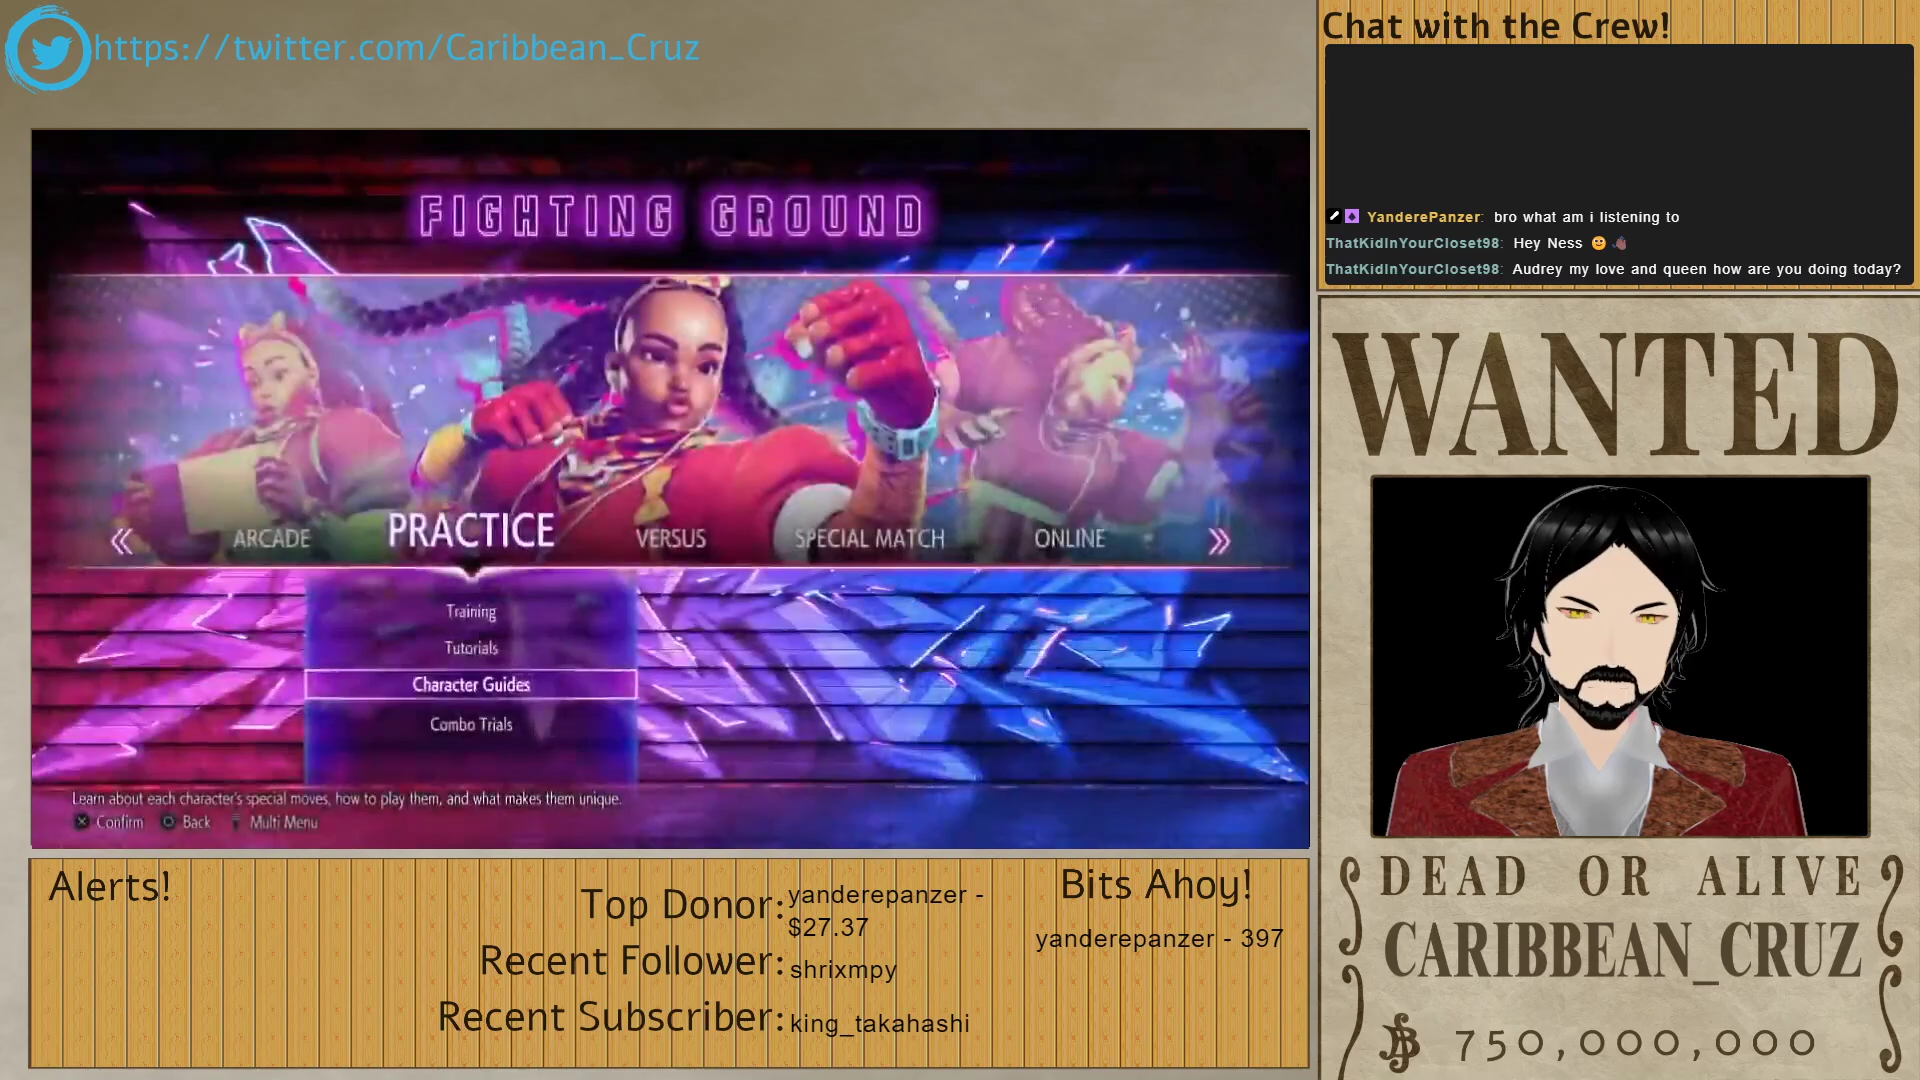 https://twitter.com/Caribbean_Cruz
FIGHTING GROUND
ARCADE
PRACTICE
VERSUS
SPECIAL MATCH
ONLINE
Training
Tutorials
Character Guides
Combo Trials
Learn about each character's special moves, how to play them, and what makes them unique.
Confirm Back Multi Menu
Alerts!
Top Donor: yanderepanzer -
$27.37
Recent Follower: shrixmpy
Recent Subscriber: king_takahashi
Bits Ahoy!
yanderepanzer - 397
Chat with the Crew!
YanderePanzer: bro what am i listening to
ThatKidInYourCloset98: Hey Ness
ThatKidInYourCloset98: Audrey my love and queen how are you doing today?
WANTED
DEAD OR ALIVE
CARIBBEAN_CRUZ
750,000,000